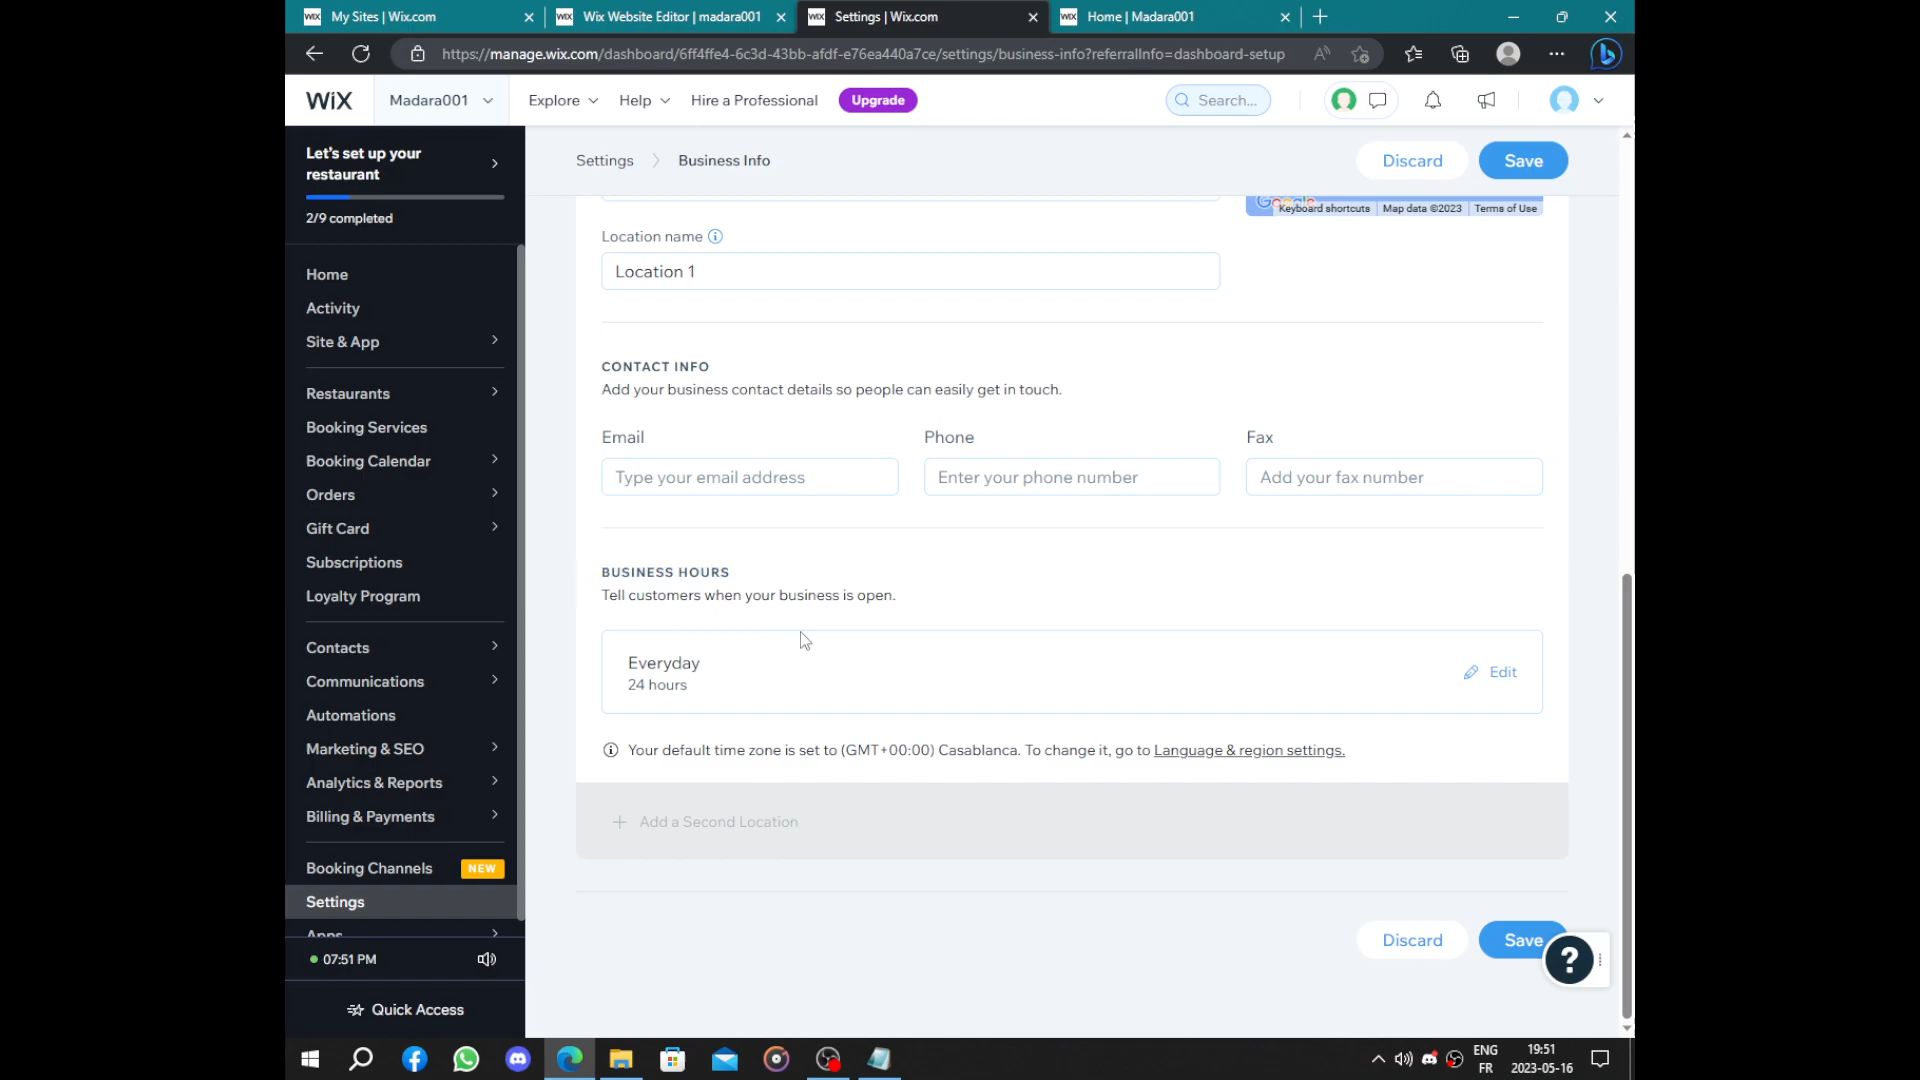 My Sites | Wix.com
Wix Website Editor | madara001
Settings | Wix.com
Home | Madara001
https://manage.wix.com/dashboard/6ff4ffe4-6c3d-43bb-afdf-e76ea440a7ce/settings/business-info?referralInfo=dashboard-setup
WiX
Madara001
Explore
Help
Hire a Professional
Upgrade
Search...
Let's set up your
restaurant
2/9 completed
Home
Activity
Site & App
Restaurants
Booking Services
Booking Calendar
Orders
Gift Card
Subscriptions
Loyalty Program
Contacts
Communications
Automations
Marketing & SEO
Analytics & Reports
Billing & Payments
Booking Channels NEW
Settings
Apps
07:51 PM
Quick Access
Settings > Business Info
Discard
Save
Google
Keyboard shortcuts Map data ©2023 Terms of Use
Location name
Location 1
CONTACT INFO
Add your business contact details so people can easily get in touch.
Email Phone Fax
Type your email address Enter your phone number Add your fax number
BUSINESS HOURS
Tell customers when your business is open.
Everyday
24 hours
Edit
Your default time zone is set to (GMT+00:00) Casablanca. To change it, go to Language & region settings.
+ Add a Second Location
Discard
Save
?
ENG
FR
19:51
2023-05-16